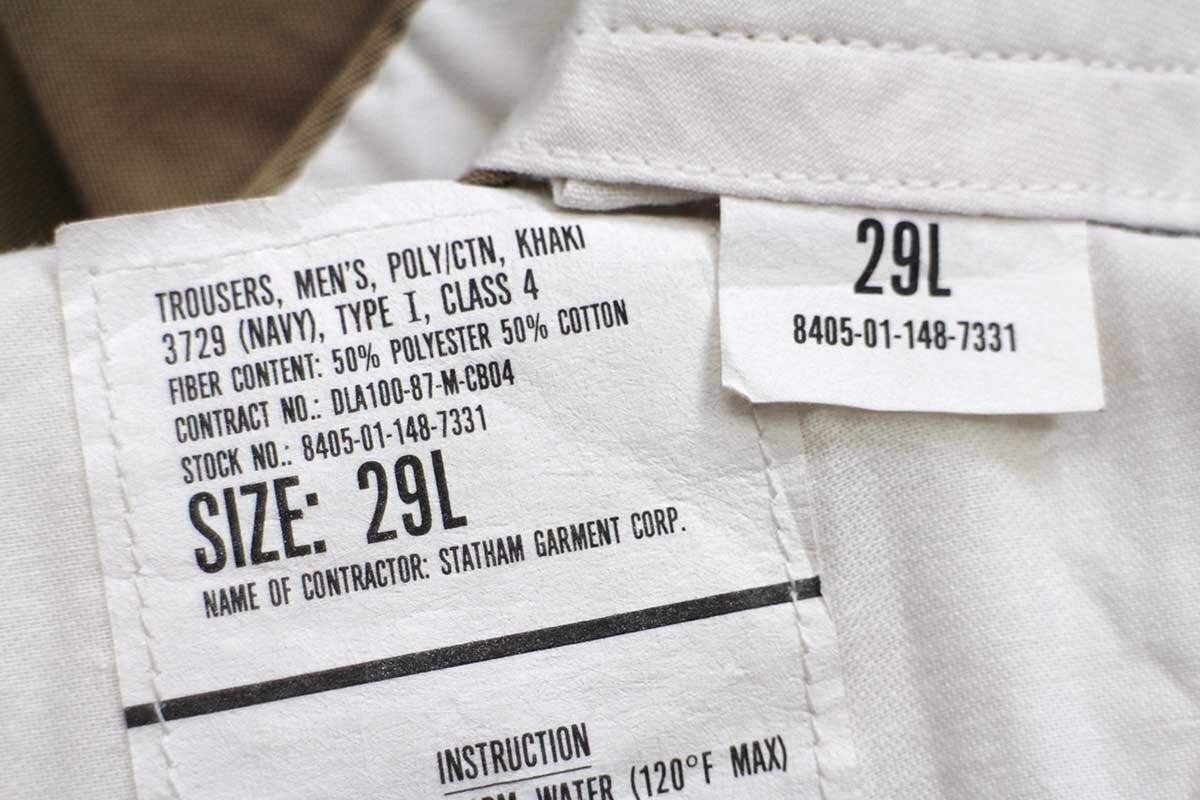 TROUSERS, MEN'S, POLY/CTN, KHAKI
3729 (NAVY), TYPE I, CLASS 4
FIBER CONTENT: 50% POLYESTER 50% COTTON
CONTRACT NO.: DLA100-87-M-CB04
STOCK NO.: 8405-01-148-7331
SIZE: 29L
NAME OF CONTRACTOR: STATHAM GARMENT CORP.
INSTRUCTION
WATER (120°F MAX)
29L
8405-01-148-7331